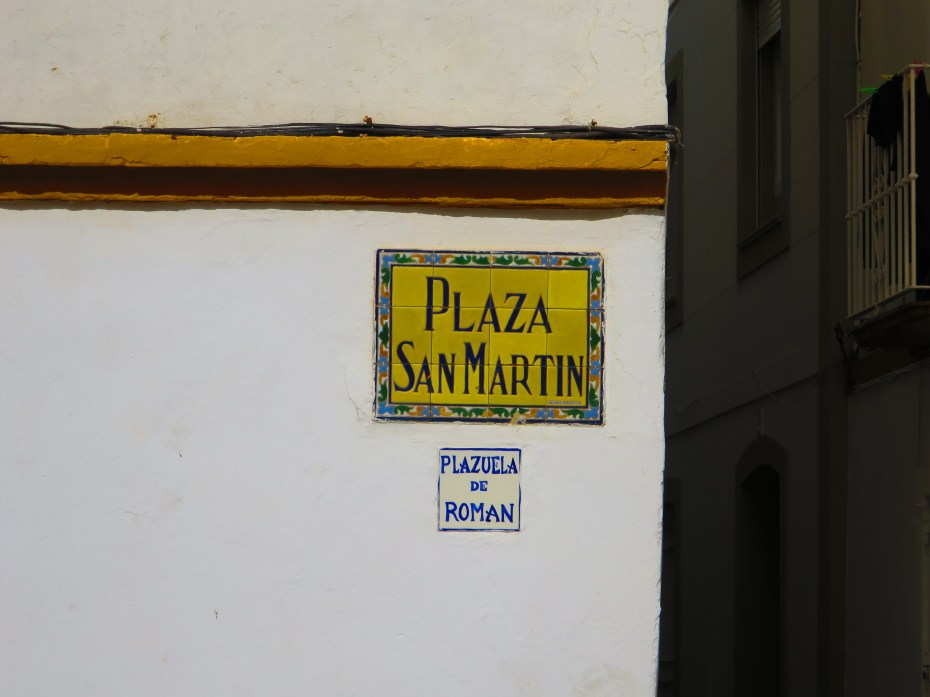 PLAZA
SAN MARTIN
PLAZUELA
DE
ROMAN